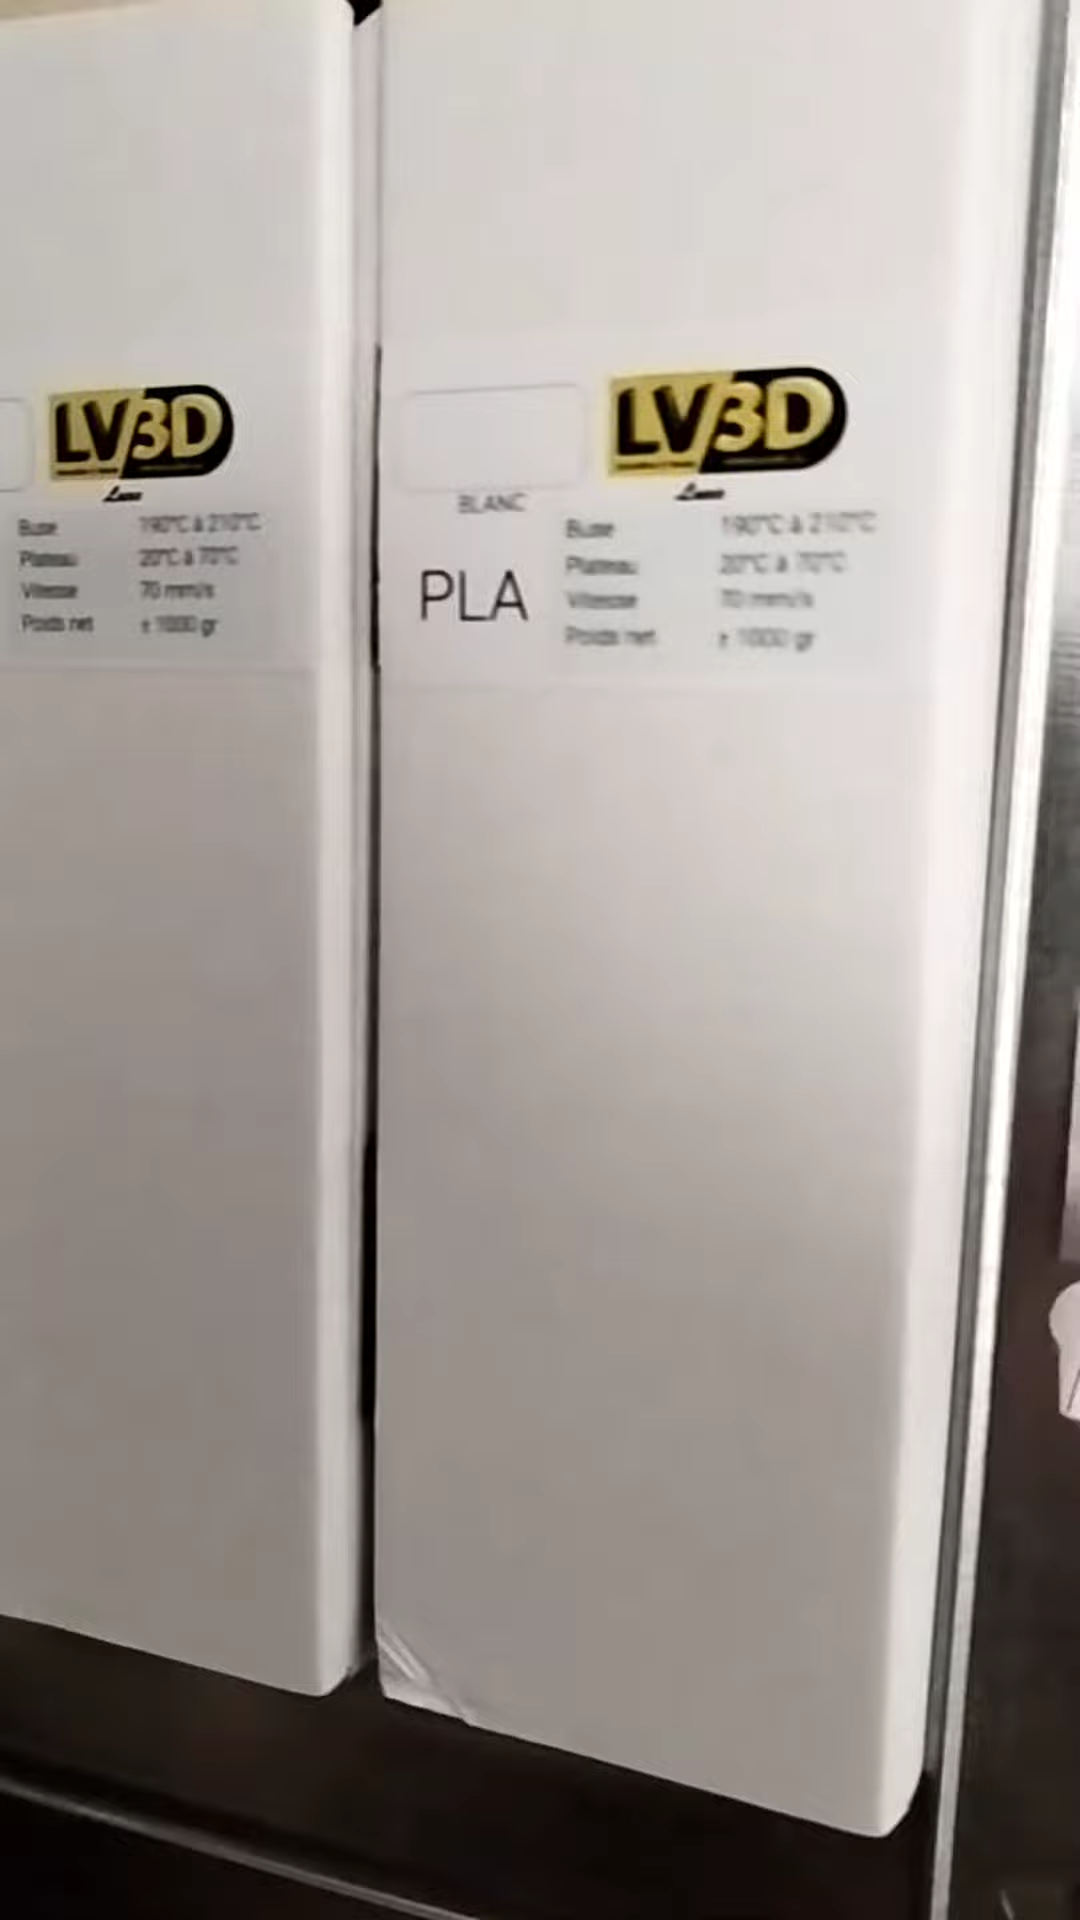 LV3D
Buse 190°C à 210°C
Plateau 20°C à 70°C
Vitesse 70 mm/s
Poids net ± 1000 gr
LV3D
BLANC
PLA
Buse 190°C à 210°C
Plateau 20°C à 70°C
Vitesse 70 mm/s
Poids net ± 1000 gr